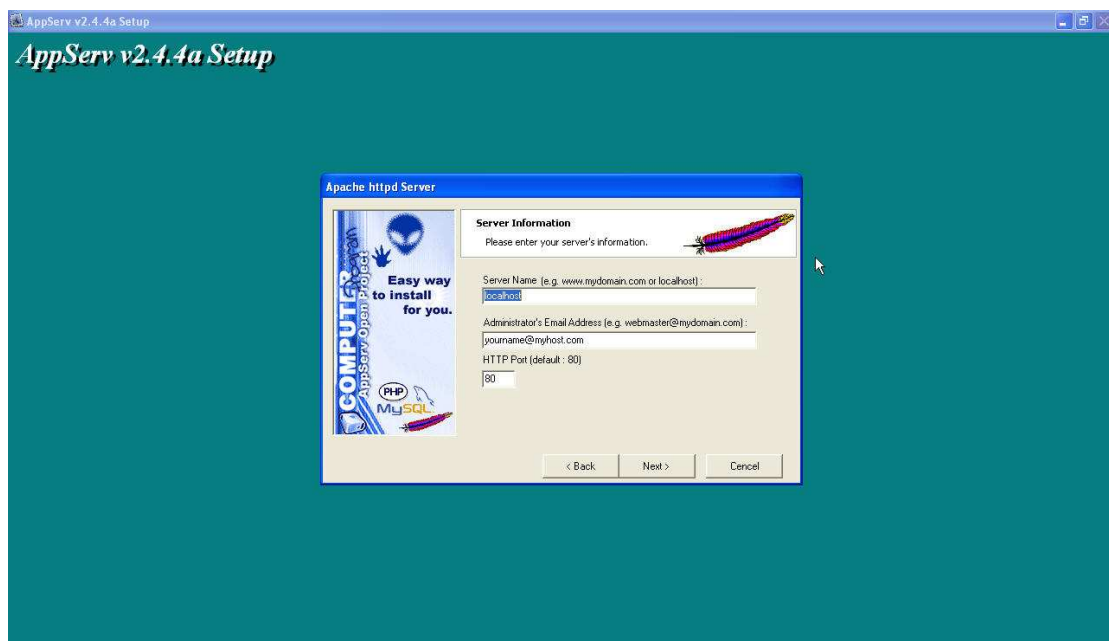 AppServ v2.4.4a Setup
AppServ v2.4.4a Setup
Apache httpd Server
COMPUTER
Program
AppServ Open Project
Easy way
to install
for you.
PHP
MySQL
Server Information
Please enter your server's information.
Server Name (e.g. www.mydomain.com or localhost) :
localhost
Administrator's Email Address (e.g. webmaster@mydomain.com) :
yourname@myhost.com
HTTP Port (default : 80)
80
< Back
Next >
Cencel